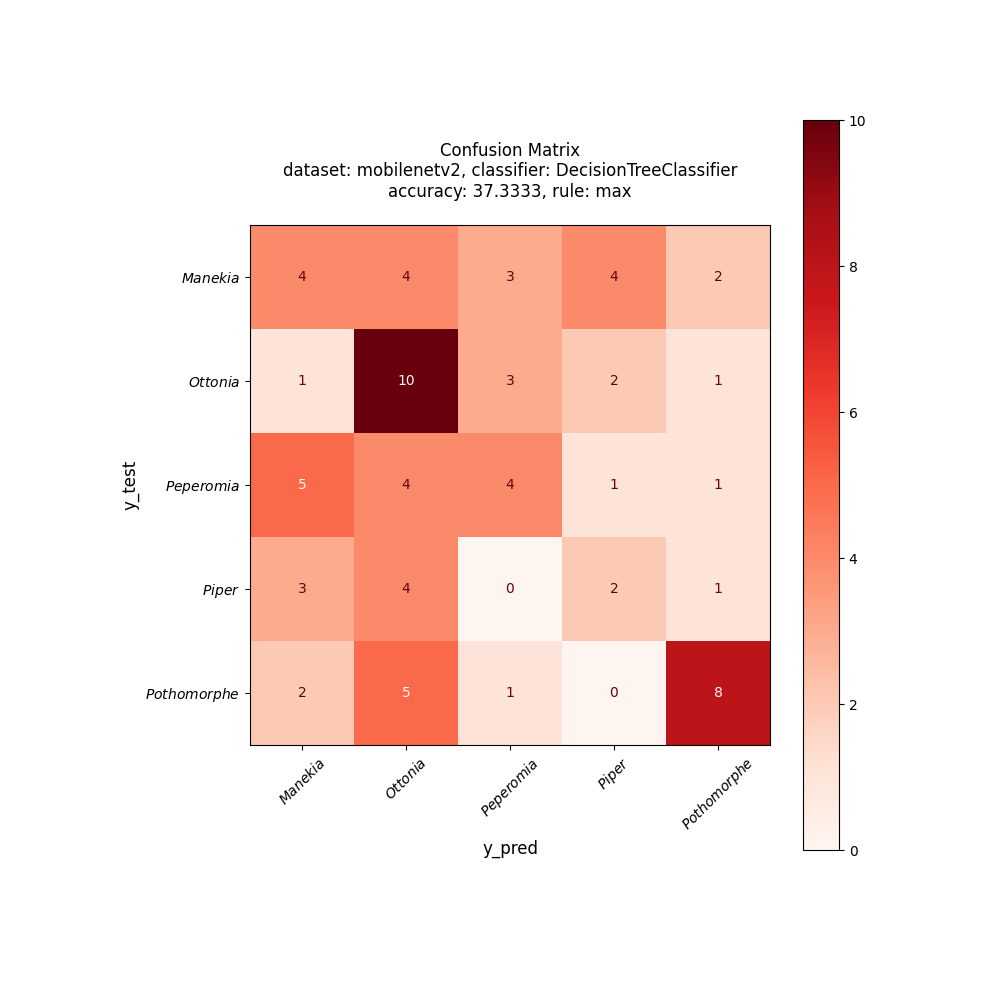 Confusion Matrix
dataset: mobilenetv2, classifier: DecisionTreeClassifier
accuracy: 37.3333, rule: max
y_test
Manekia 4 4 3 4 2
Ottonia 1 10 3 2 1
Peperomia 5 4 4 1 1
Piper 3 4 0 2 1
Pothomorphe 2 5 1 0 8
Manekia Ottonia Peperomia Piper Pothomorphe
y_pred
10
8
6
4
2
0